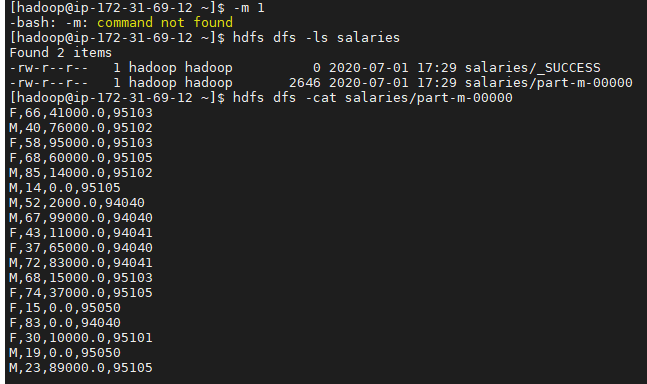 [hadoop@ip-172-31-69-12 ~]$ -m 1
-bash: -m: command not found
[hadoop@ip-172-31-69-12 ~]$ hdfs dfs -ls salaries
Found 2 items
-rw-r--r--   1 hadoop hadoop          0 2020-07-01 17:29 salaries/_SUCCESS
-rw-r--r--   1 hadoop hadoop       2646 2020-07-01 17:29 salaries/part-m-00000
[hadoop@ip-172-31-69-12 ~]$ hdfs dfs -cat salaries/part-m-00000
F,66,41000.0,95103
M,40,76000.0,95102
F,58,95000.0,95103
F,68,60000.0,95105
M,85,14000.0,95102
M,14,0.0,95105
M,52,2000.0,94040
M,67,99000.0,94040
F,43,11000.0,94041
F,37,65000.0,94040
M,72,83000.0,94041
M,68,15000.0,95103
F,74,37000.0,95105
F,15,0.0,95050
F,83,0.0,94040
F,30,10000.0,95101
M,19,0.0,95050
M,23,89000.0,95105